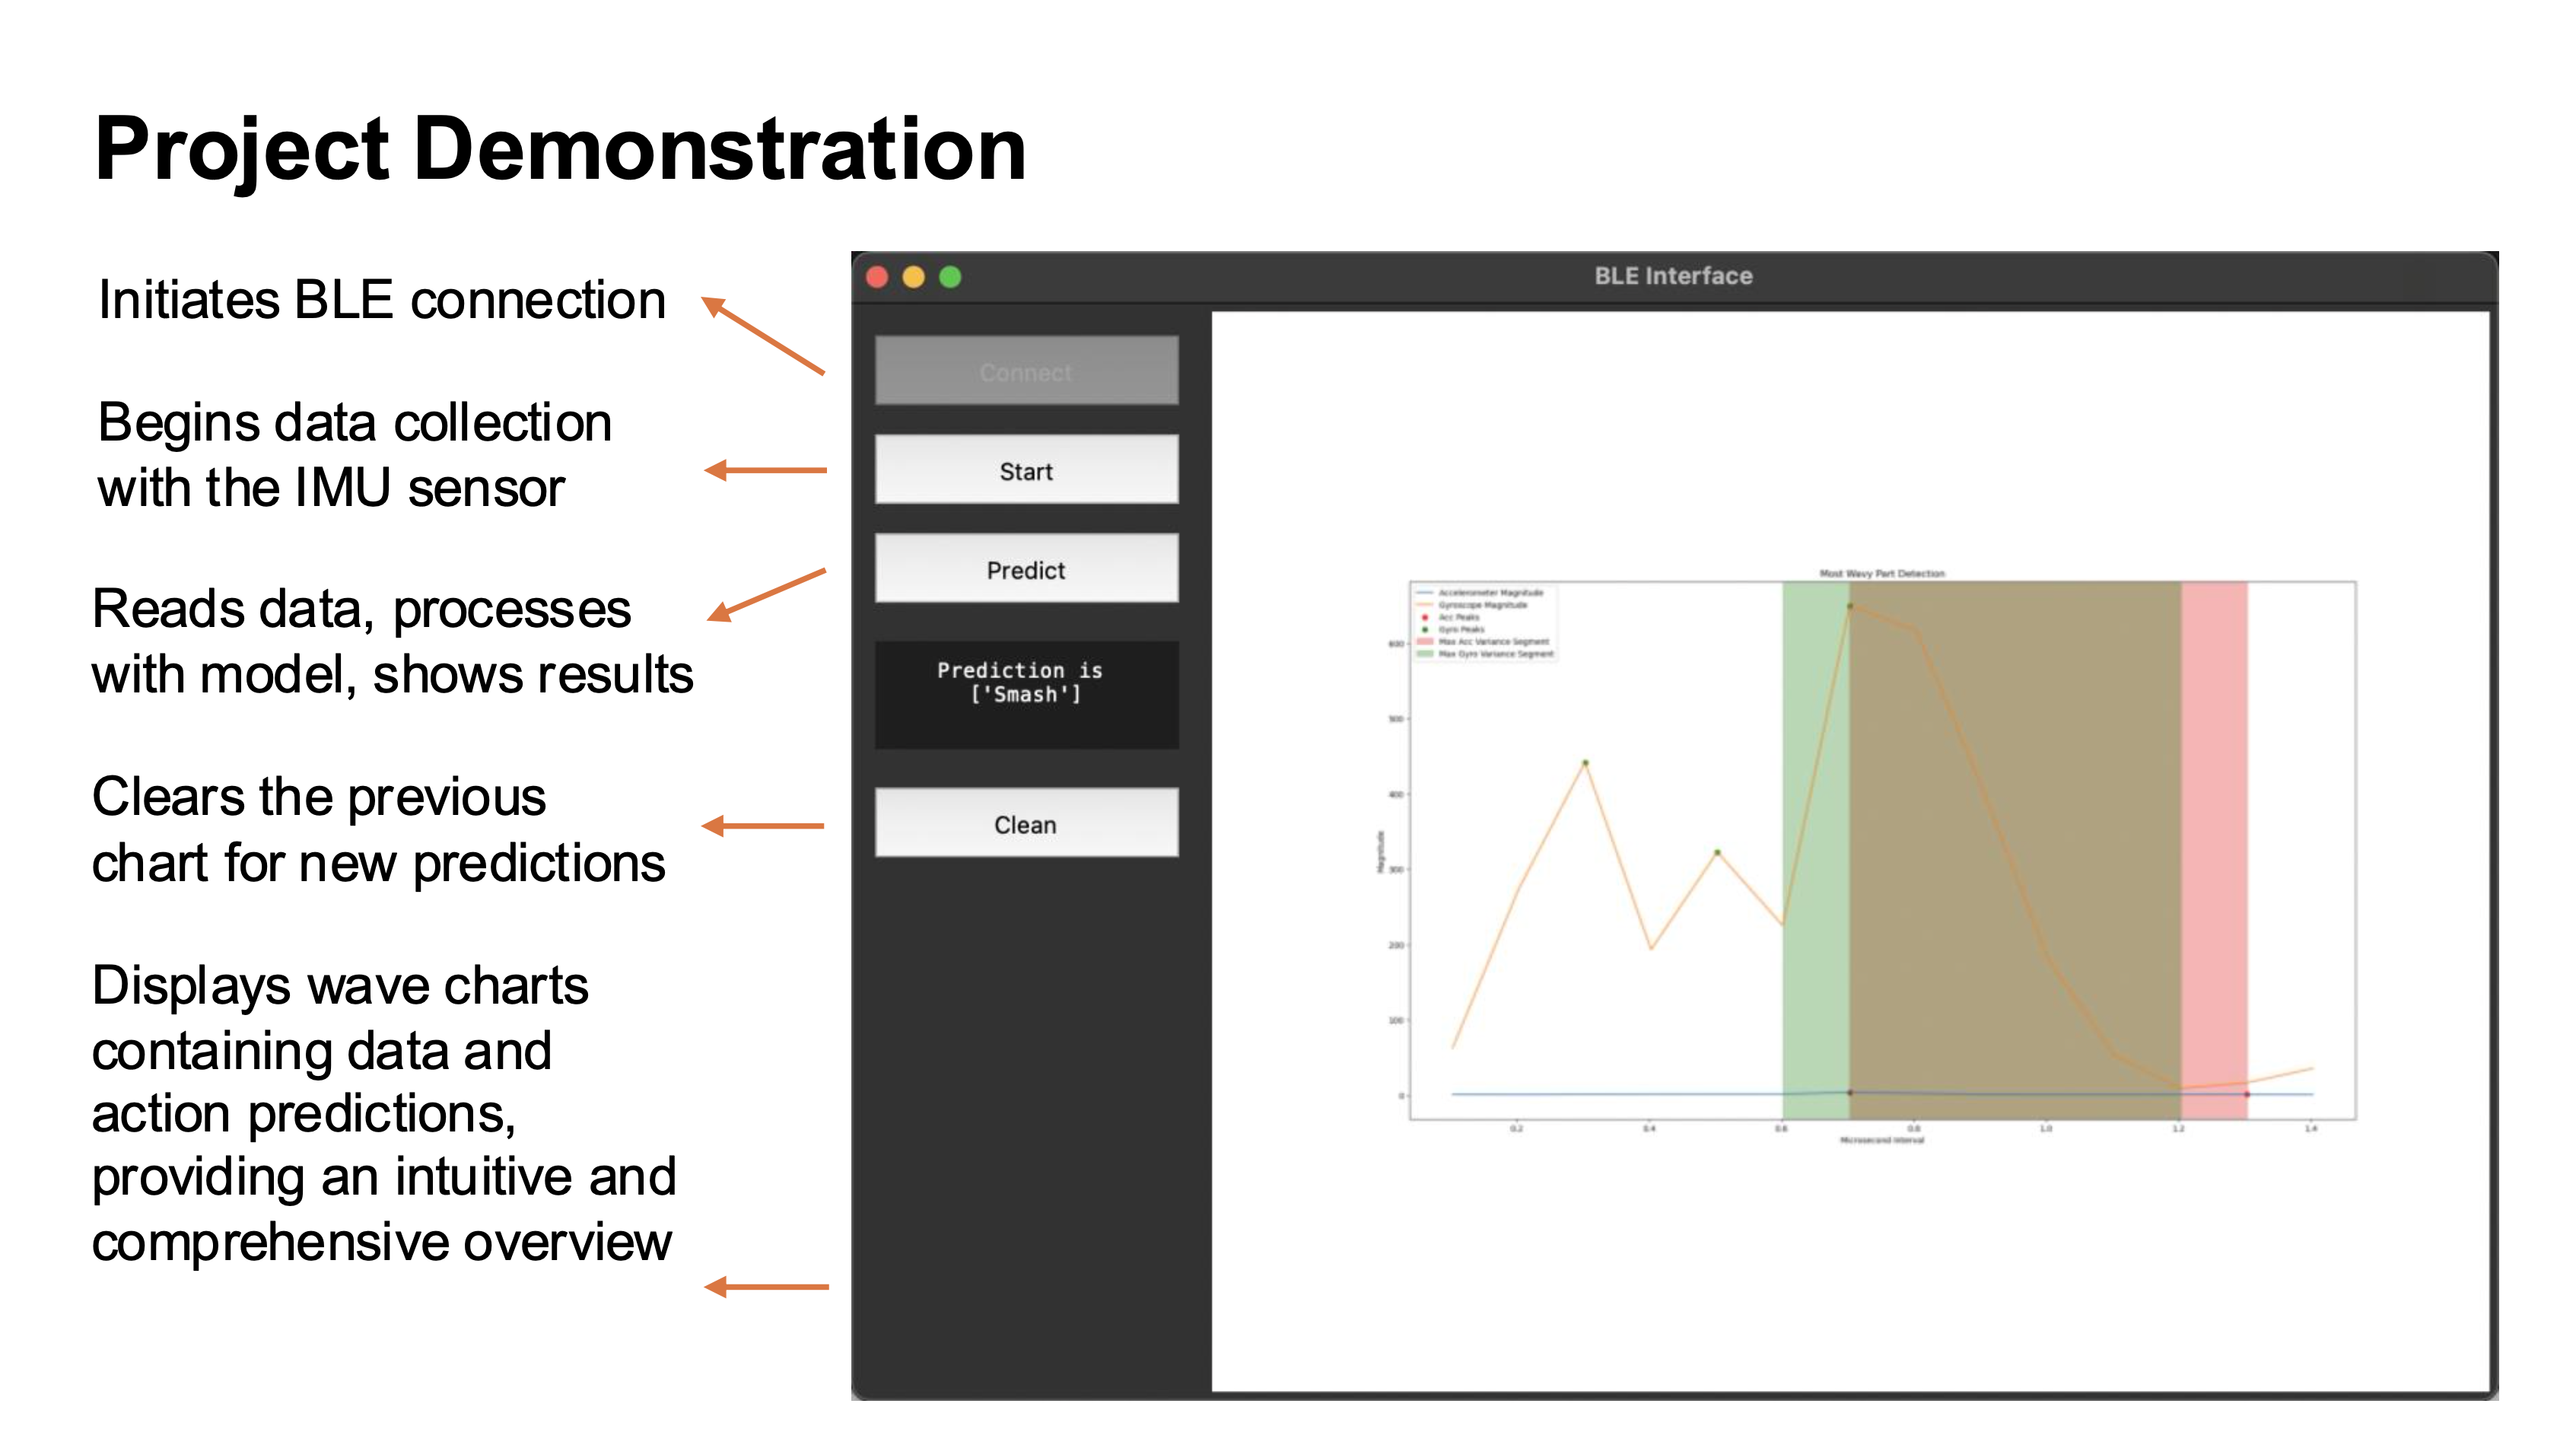 Project Demonstration
Initiates BLE connection
Begins data collection
with the IMU sensor
Reads data, processes
with model, shows results
Clears the previous
chart for new predictions
Displays wave charts
containing data and
action predictions,
providing an intuitive and
comprehensive overview
BLE Interface
Connect
Start
Predict
Prediction is
['Smash']
Clean
Most Wavy Part Detection
Accelerometer Magnitude
Gyroscope Magnitude
Acc Peaks
Gyro Peaks
Max Acc Variance Segment
Max Gyro Variance Segment
Magnitude
600
500
400
300
200
100
0
0.2 0.4 0.6 0.8 1.0 1.2 1.4
Microsecond Interval